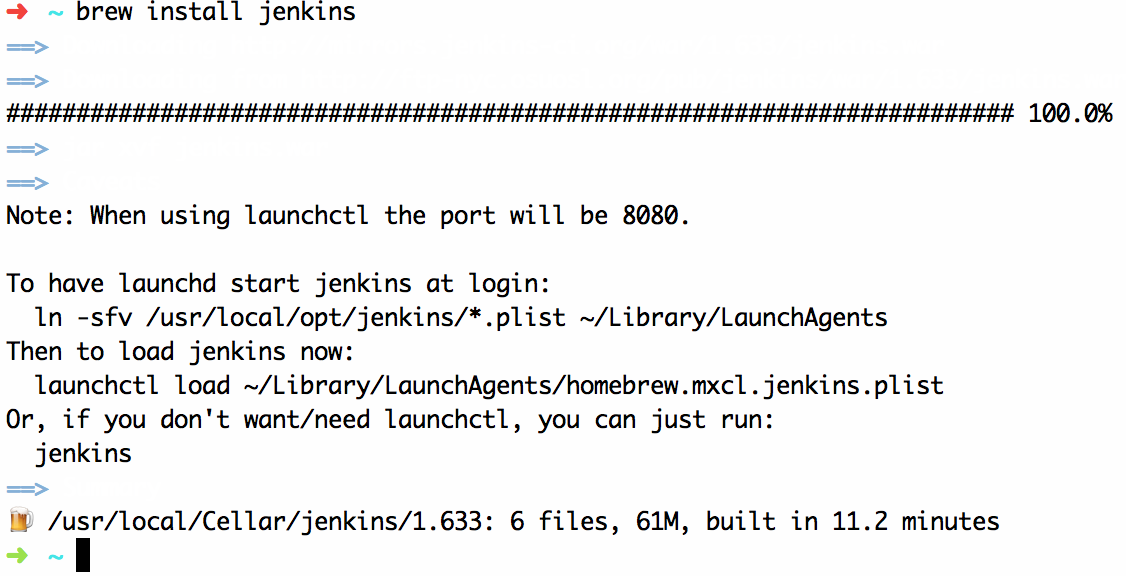 ➜ ~ brew install jenkins
==>
==>
######################################################################## 100.0%
==>
==>
Note: When using launchctl the port will be 8080.
To have launchd start jenkins at login:
ln -sfv /usr/local/opt/jenkins/*.plist ~/Library/LaunchAgents
Then to load jenkins now:
launchctl load ~/Library/LaunchAgents/homebrew.mxcl.jenkins.plist
Or, if you don't want/need launchctl, you can just run:
jenkins
==>
🍺 /usr/local/Cellar/jenkins/1.633: 6 files, 61M, built in 11.2 minutes
➜ ~